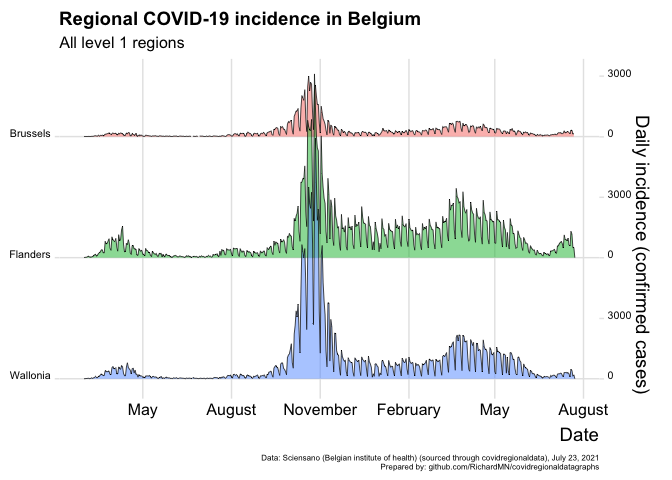 Regional COVID-19 incidence in Belgium
All level 1 regions
3000
Brussels
0
3000
Flanders
0
3000
Wallonia
0
Daily incidence (confirmed cases)
May
August
November
February
May
August
Date
Data: Sciensano (Belgian institute of health) (sourced through covidregionaldata), July 23, 2021
Prepared by: github.com/RichardMN/covidregionaldatagraphs